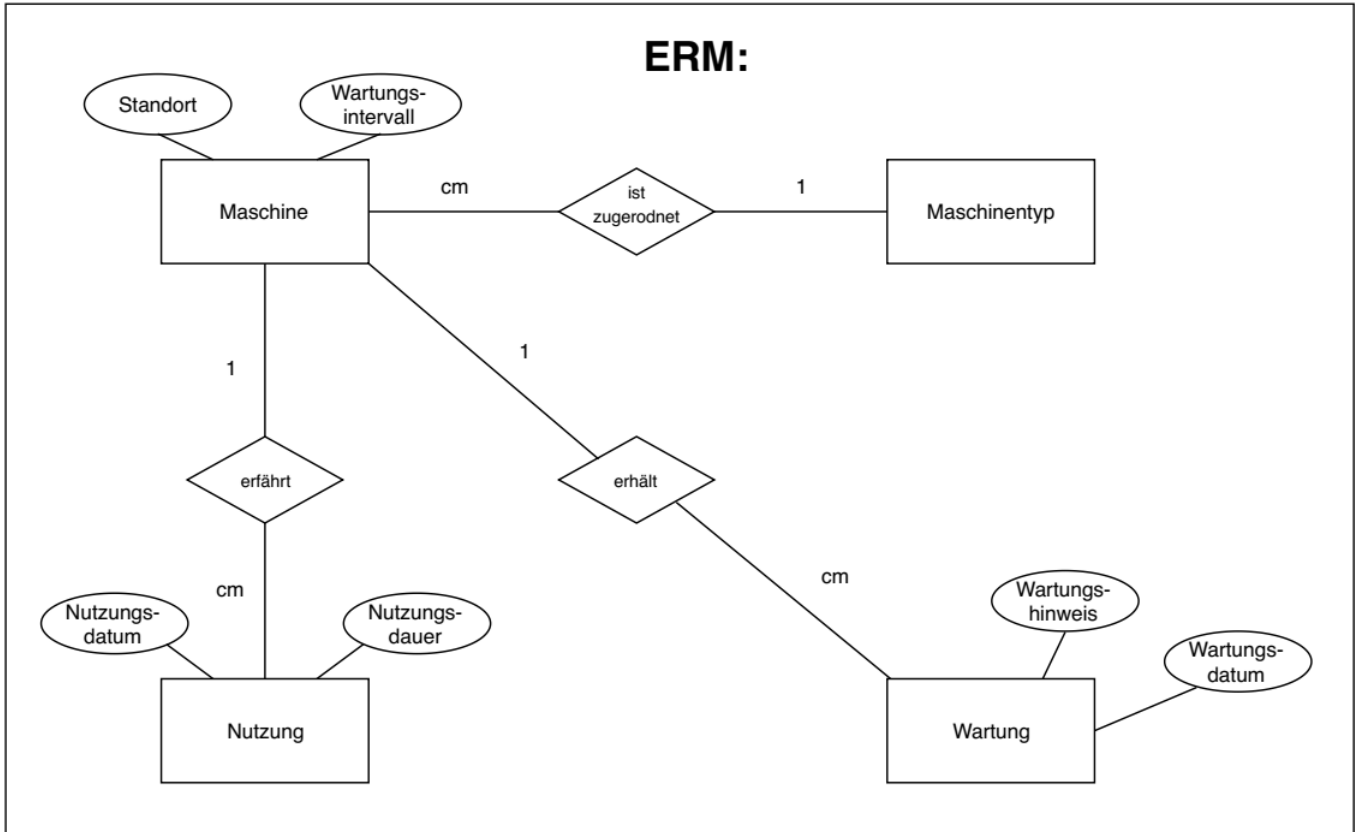 ERM:
Standort
Wartungs-
intervall
Maschine
cm
ist
zugerodnet
1
Maschinentyp
1
1
erfährt
erhält
cm
cm
Nutzungs-
datum
Nutzungs-
dauer
Wartungs-
hinweis
Wartungs-
datum
Nutzung
Wartung